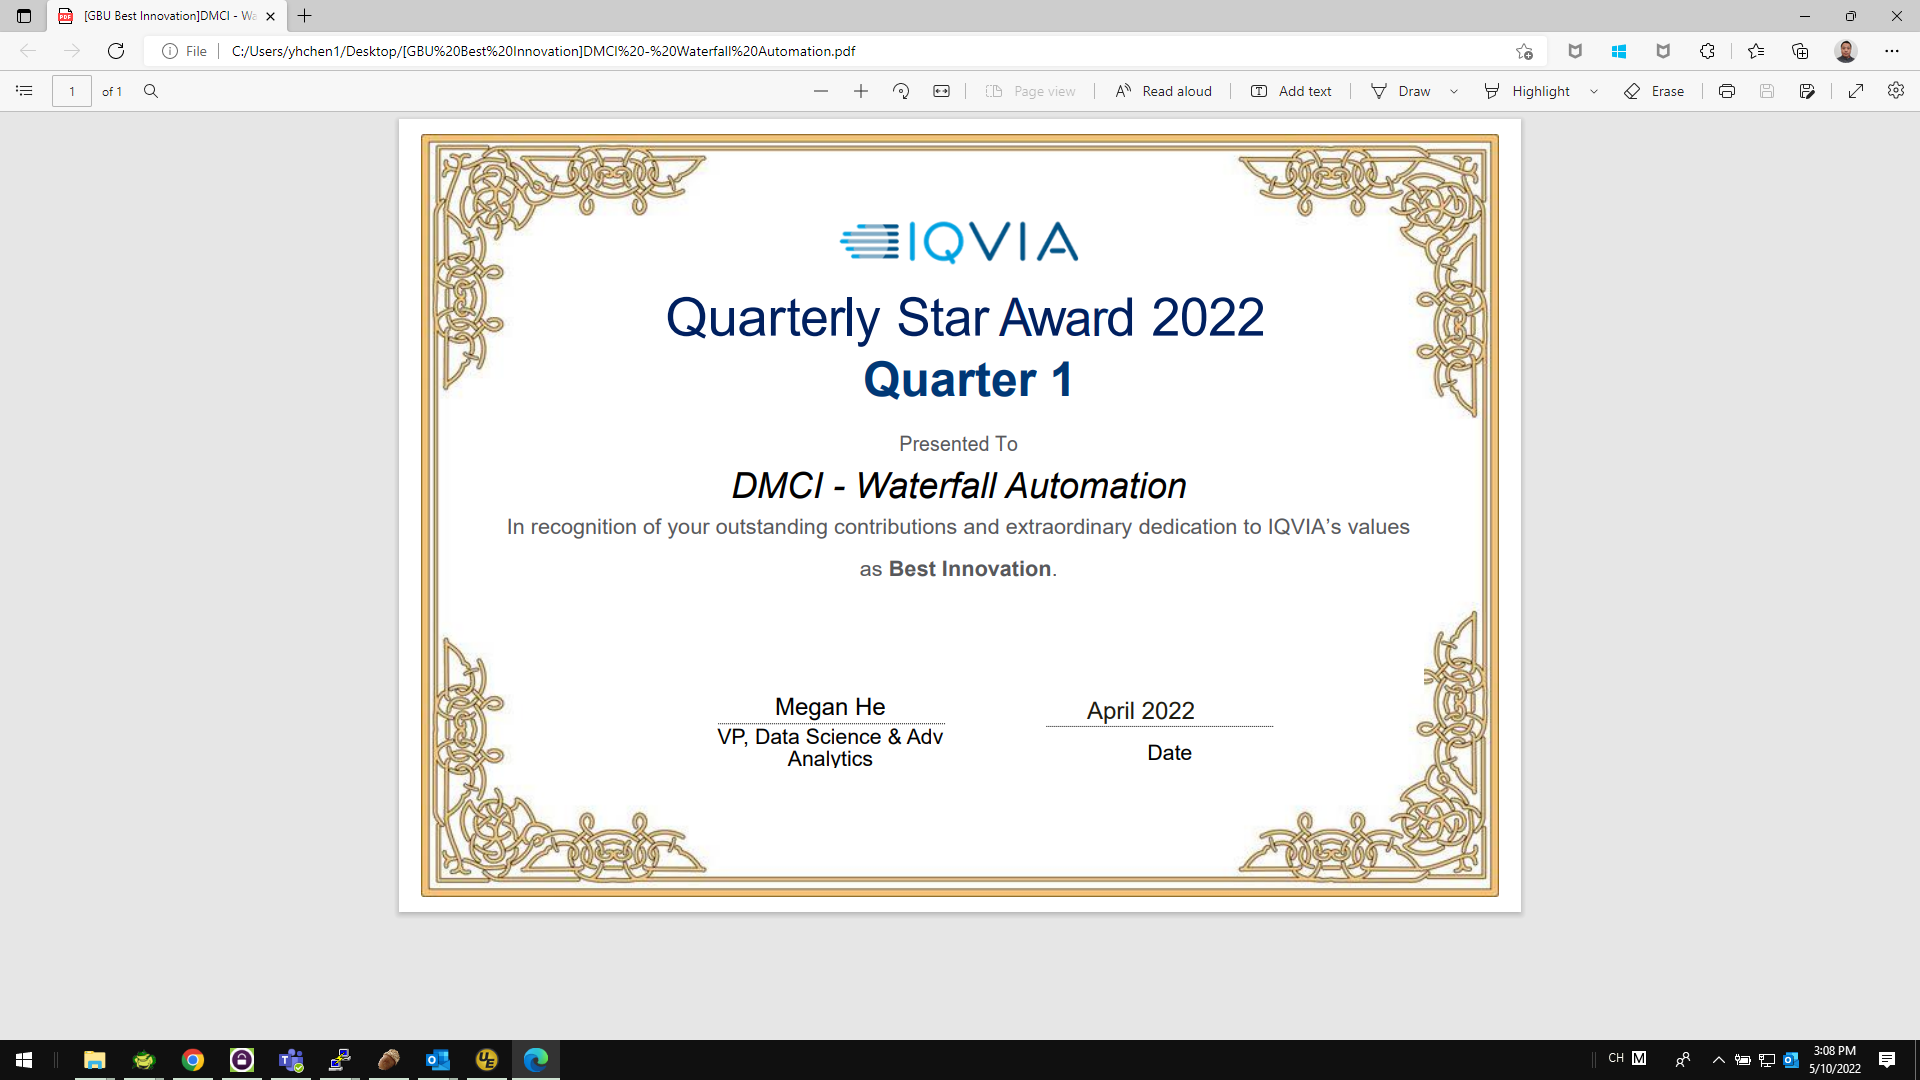 [GBU Best Innovation]DMCI - Wa
File
C:/Users/yhchen1/Desktop/[GBU%20Best%20Innovation]DMCI%20-%20Waterfall%20Automation.pdf
1 of 1
Page view
Read aloud
Add text
Draw
Highlight
Erase
IQVIA
Quarterly Star Award 2022
Quarter 1
Presented To
DMCI - Waterfall Automation
In recognition of your outstanding contributions and extraordinary dedication to IQVIA’s values
as Best Innovation.
Megan He
VP, Data Science & Adv
Analytics
April 2022
Date
CH M
3:08 PM
5/10/2022